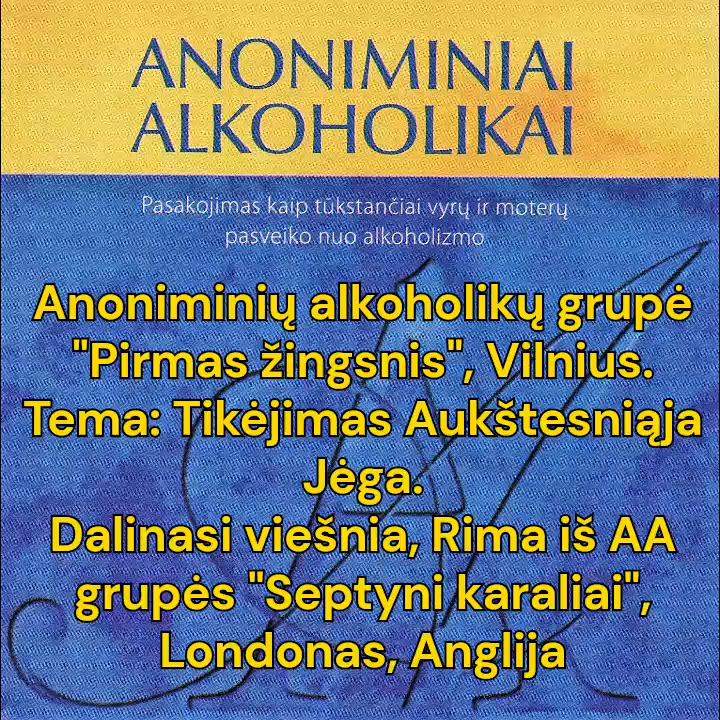 ANONIMINIAI
ALKOHOLIKAI
Pasakojimas kaip tūkstančiai vyrų ir moterų
pasveiko nuo alkoholizmo
Anoniminių alkoholikų grupė
"Pirmas žingsnis", Vilnius.
Tema: Tikėjimas Aukštesniąja
Jėga.
Dalinasi viešnia, Rima iš AA
grupės "Septyni karaliai",
Londonas, Anglija